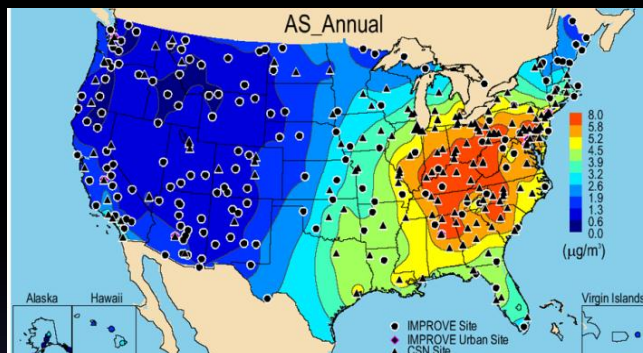 AS_Annual
8.0
5.8
5.2
4.5
3.9
3.2
2.6
1.9
1.3
0.6
0.0
(μg/m³)
Alaska
Hawaii
IMPROVE Site
IMPROVE Urban Site
CSN Site
Virgin Islands